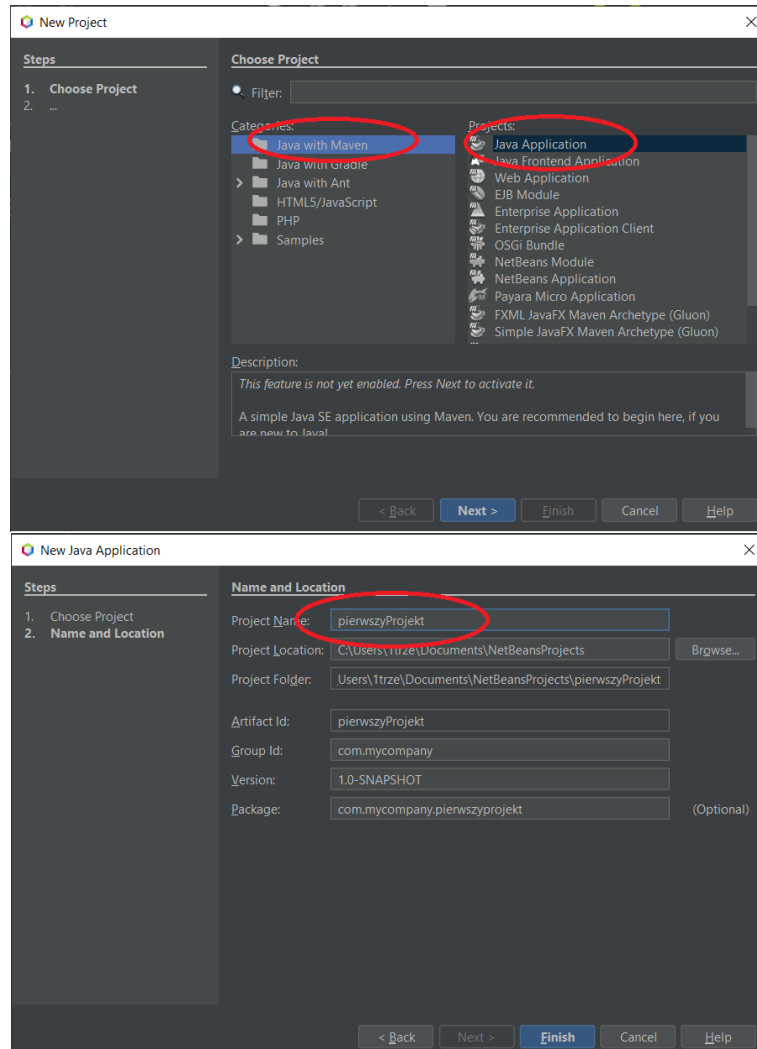 New Project
Steps
1. Choose Project
2. ...
Choose Project
Filter:
Categories:
Java with Maven
Java with Gradle
Java with Ant
HTML5/JavaScript
PHP
Samples
Projects:
Java Application
Java Frontend Application
Web Application
EJB Module
Enterprise Application
Enterprise Application Client
OSGi Bundle
NetBeans Module
NetBeans Application
Payara Micro Application
FXML JavaFX Maven Archetype (Gluon)
Simple JavaFX Maven Archetype (Gluon)
Description:
This feature is not yet enabled. Press Next to activate it.
A simple Java SE application using Maven. You are recommended to begin here, if you
are new to Java!
< Back Next > Finish Cancel Help
New Java Application
Steps
1. Choose Project
2. Name and Location
Name and Location
Project Name: pierwszyProjekt
Project Location: C:\Users\1trze\Documents\NetBeansProjects Browse...
Project Folder: Users\1trze\Documents\NetBeansProjects\pierwszyProjekt
Artifact Id: pierwszyProjekt
Group Id: com.mycompany
Version: 1.0-SNAPSHOT
Package: com.mycompany.pierwszyprojekt (Optional)
< Back Next > Finish Cancel Help